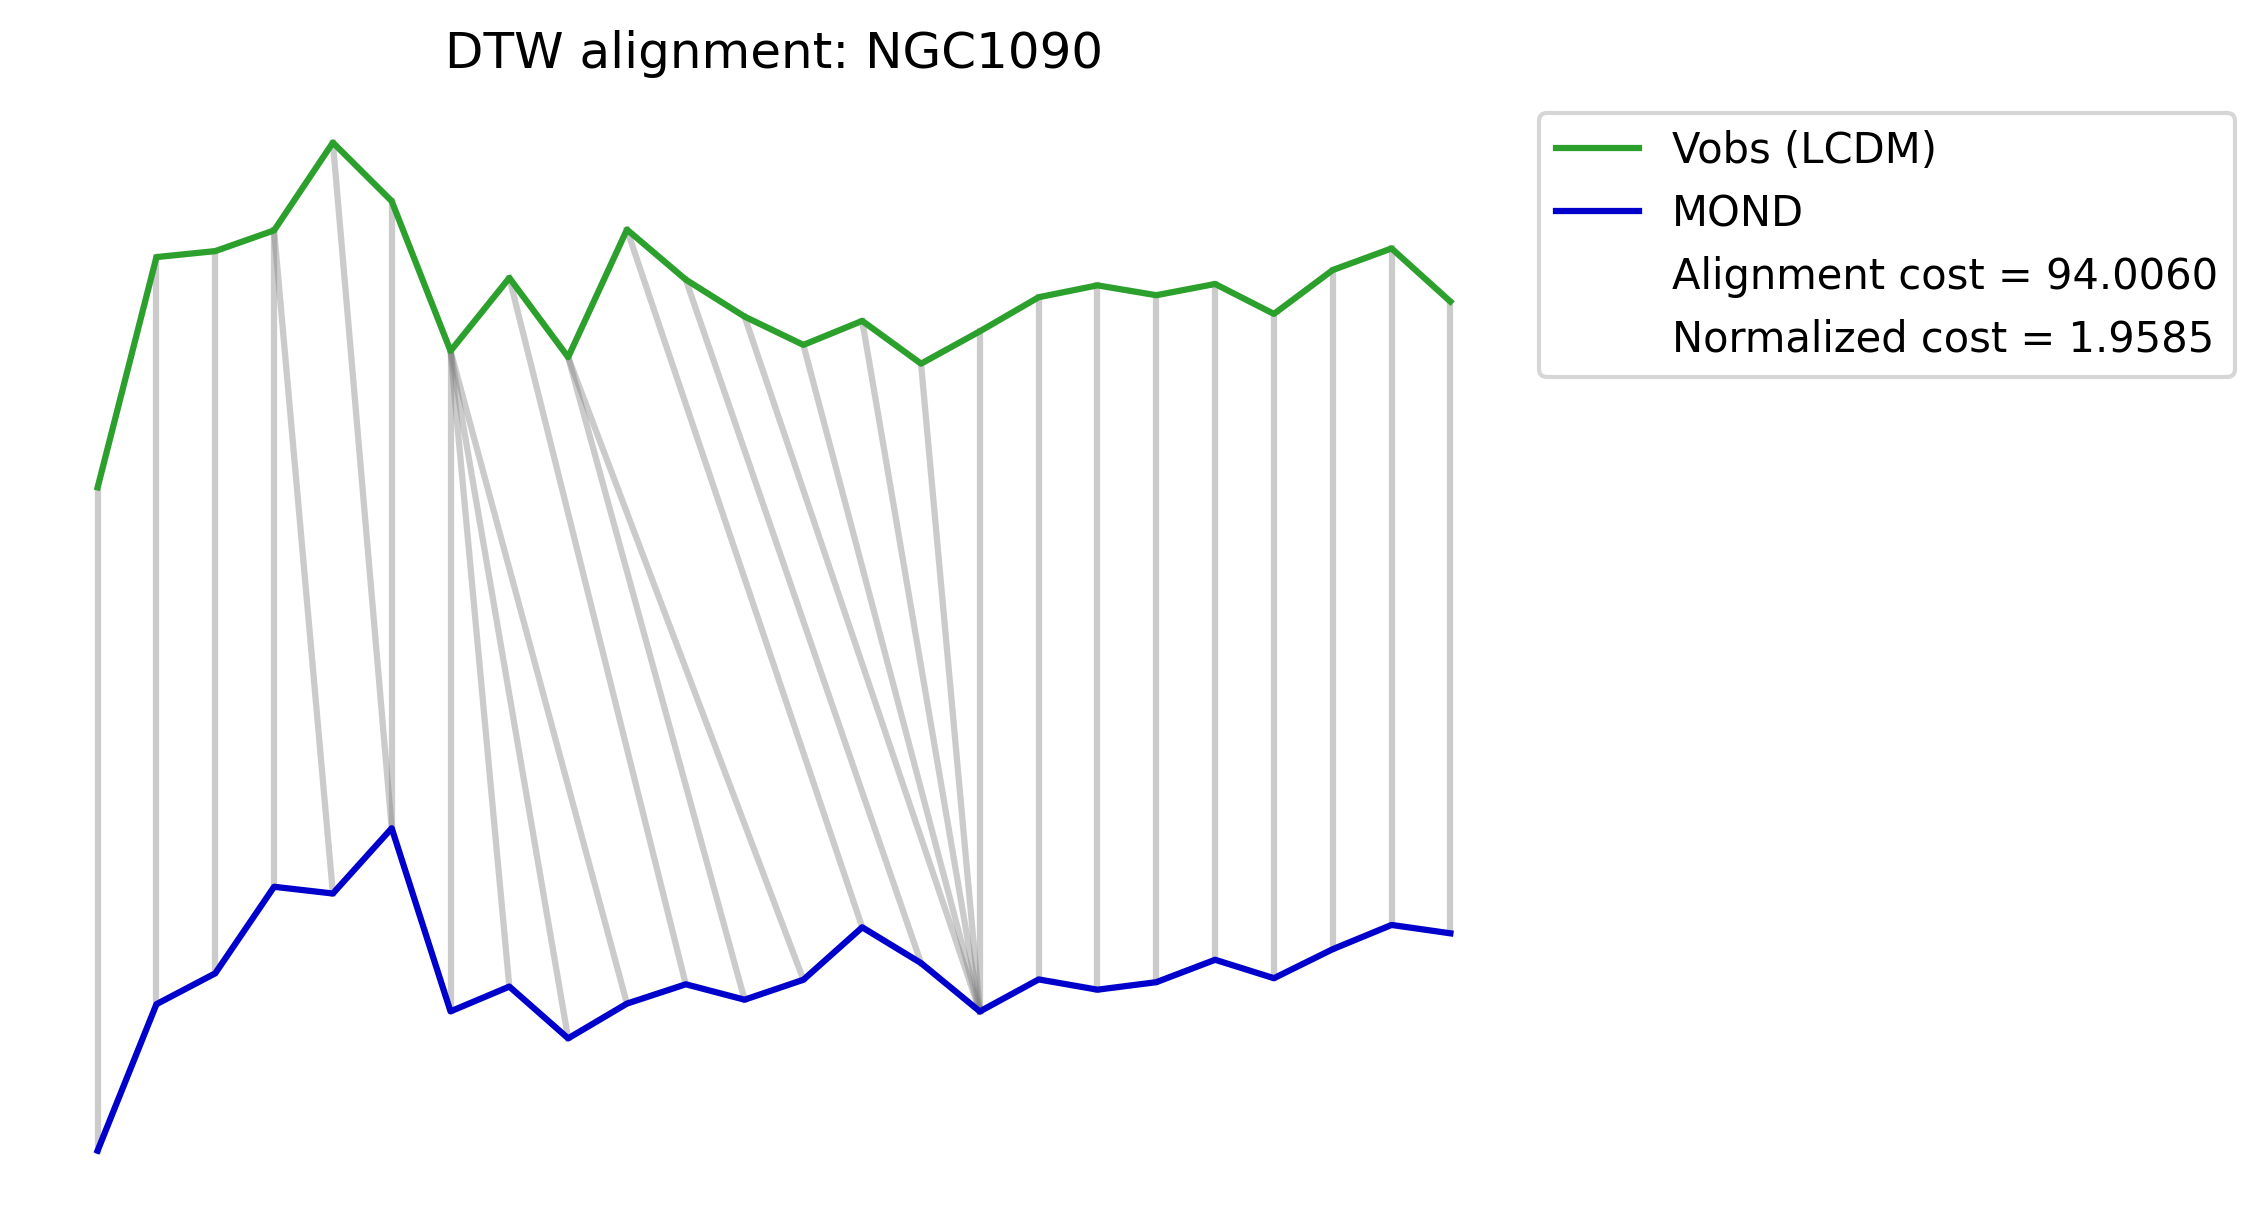 DTW alignment: NGC1090
Vobs (LCDM)
MOND
Alignment cost = 94.0060
Normalized cost = 1.9585